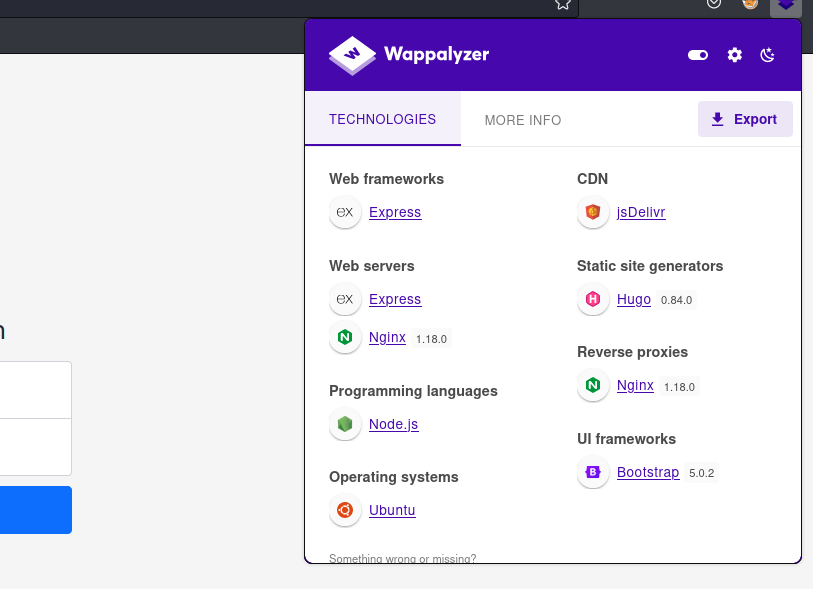 Wappalyzer
TECHNOLOGIES
MORE INFO
Export
Web frameworks
ex Express
Web servers
ex Express
Nginx 1.18.0
Programming languages
Node.js
Operating systems
Ubuntu
Something wrong or missing?
CDN
jsDelivr
Static site generators
Hugo 0.84.0
Reverse proxies
Nginx 1.18.0
UI frameworks
B Bootstrap 5.0.2
n